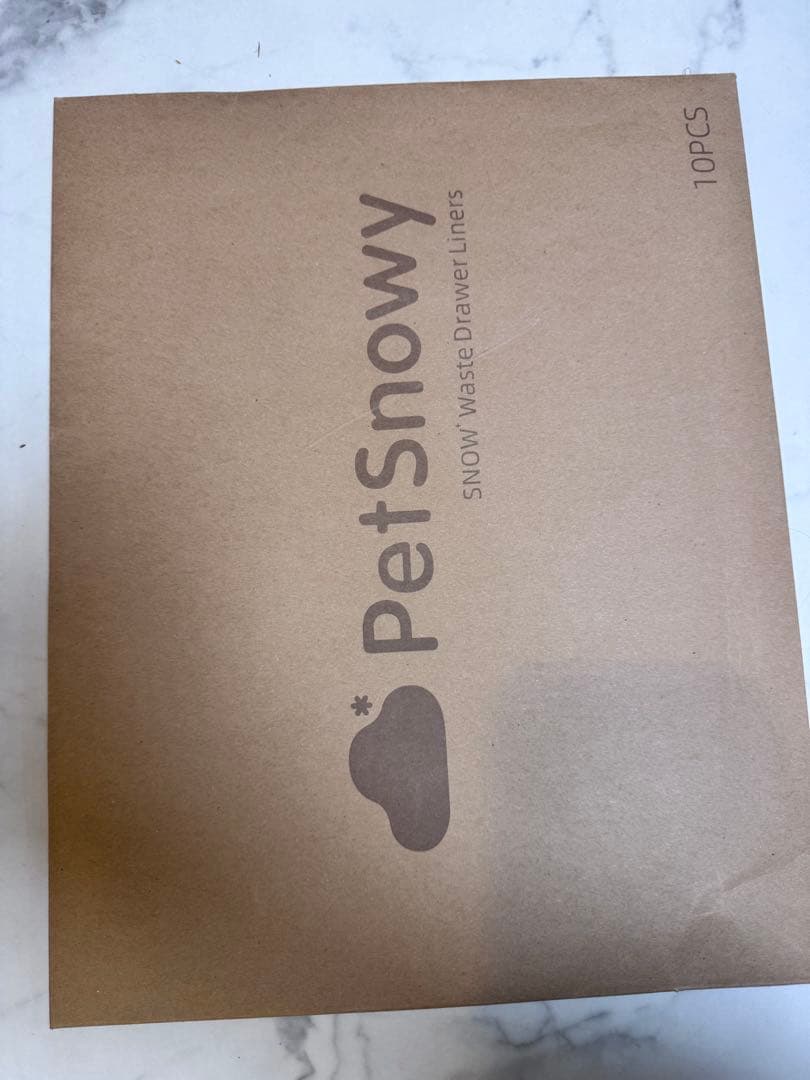 PetSnowy
SNOW⁺ Waste Drawer Liners
10PCS